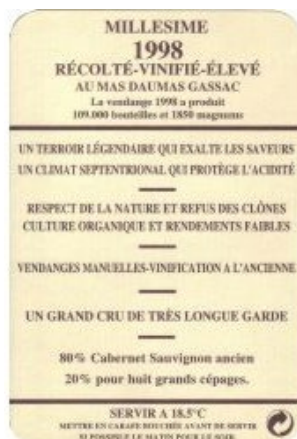 MILLESIME
1998
RÉCOLTÉ-VINIFIÉ-ÉLEVÉ
AU MAS DAUMAS GASSAC
La vendange 1998 a produit
109.000 bouteilles et 1850 magnums
UN TERROIR LÉGENDAIRE QUI EXALTE LES SAVEURS
UN CLIMAT SEPTENTRIONAL QUI PROTÈGE L'ACIDITÉ
RESPECT DE LA NATURE ET REFUS DES CLÔNES
CULTURE ORGANIQUE ET RENDEMENTS FAIBLES
VENDANGES MANUELLES-VINIFICATION A L'ANCIENNE
UN GRAND CRU DE TRÈS LONGUE GARDE
80% Cabernet Sauvignon ancien
20% pour huit grands cépages.
SERVIR A 18.5°C
METTRE EN CARAFE BOUCHÉE AVANT DE SERVIR
SI POSSIBLE LE MATIN POUR LE SOIR